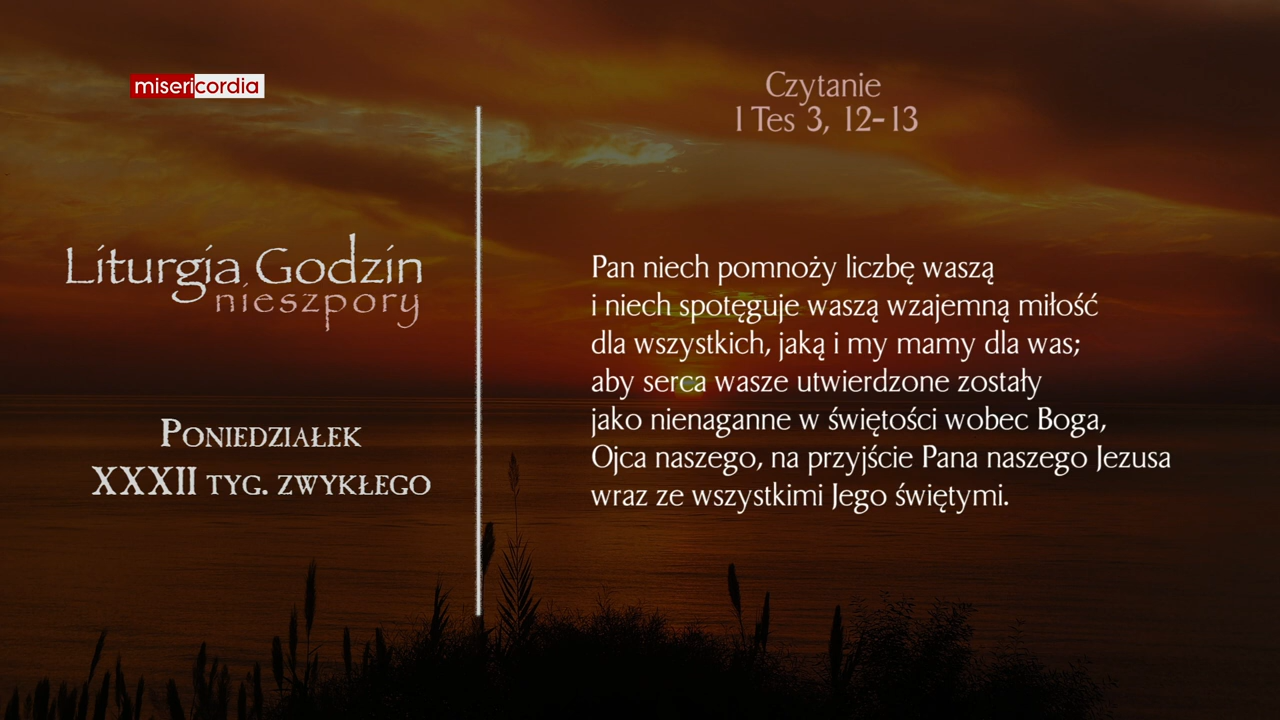 misericordia
Liturgia Godzin
nieszpory
Poniedziałek
XXXII tyg. zwykłego
Czytanie
1 Tes 3, 12-13
Pan niech pomnoży liczbę waszą
i niech spotęguje waszą wzajemną miłość
dla wszystkich, jaką i my mamy dla was;
aby serca wasze utwierdzone zostały
jako nienaganne w świętości wobec Boga,
Ojca naszego, na przyjście Pana naszego Jezusa
wraz ze wszystkimi Jego świętymi.